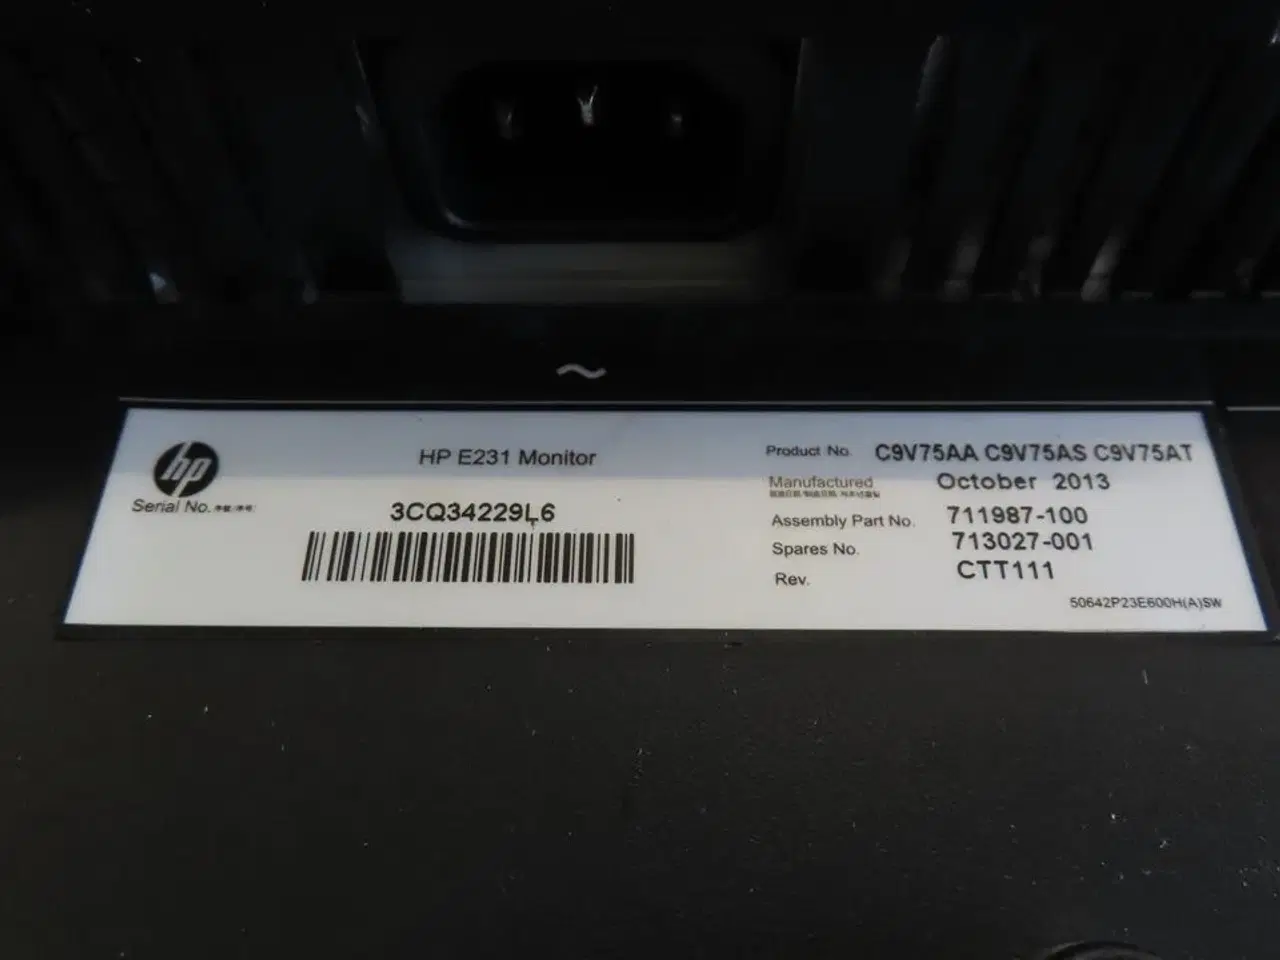 ~
hp
HP E231 Monitor
Serial No.
3CQ34229L6
Product No. C9V75AA C9V75AS C9V75AT
Manufactured October 2013
Assembly Part No. 711987-100
Spares No. 713027-001
Rev. CTT111
50642P23E600H(A)SW